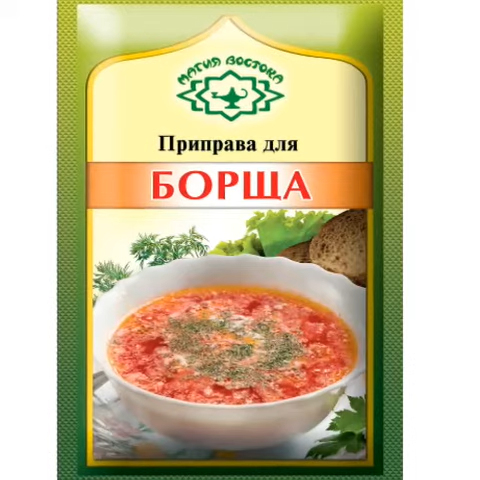 МАГИЯ ВОСТОКА
Приправа для
БОРЩА